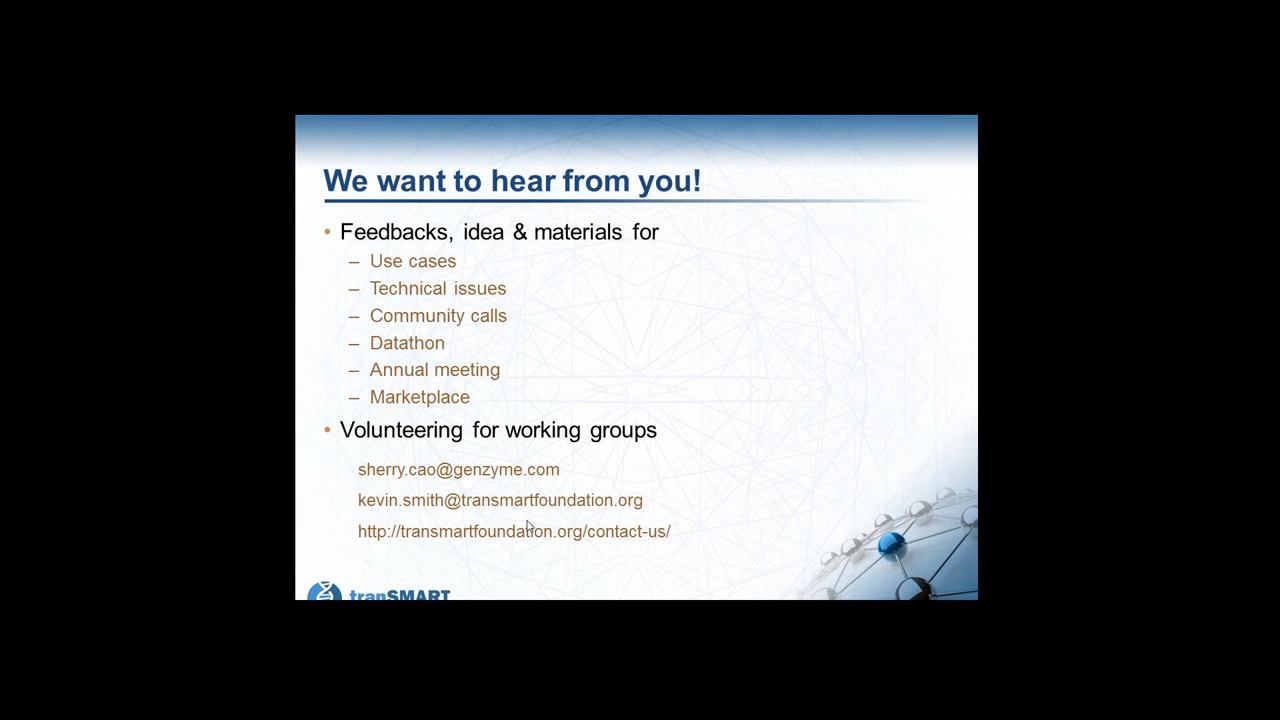 We want to hear from you!
• Feedbacks, idea & materials for
– Use cases
– Technical issues
– Community calls
– Datathon
– Annual meeting
– Marketplace
• Volunteering for working groups
sherry.cao@genzyme.com
kevin.smith@transmartfoundation.org
http://transmartfoundation.org/contact-us/
tranSMART